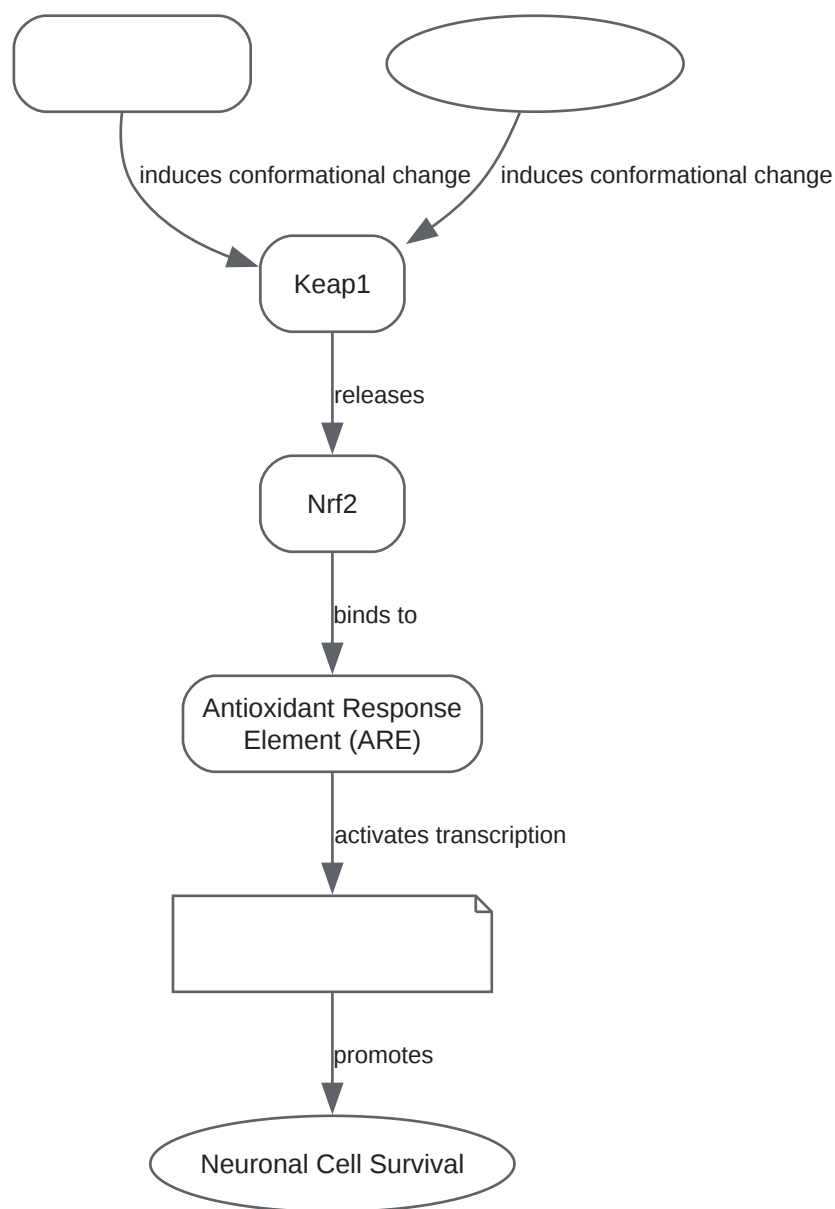 induces conformational change
induces conformational change
Keap1
releases
Nrf2
binds to
Antioxidant Response
Element (ARE)
activates transcription
promotes
Neuronal Cell Survival